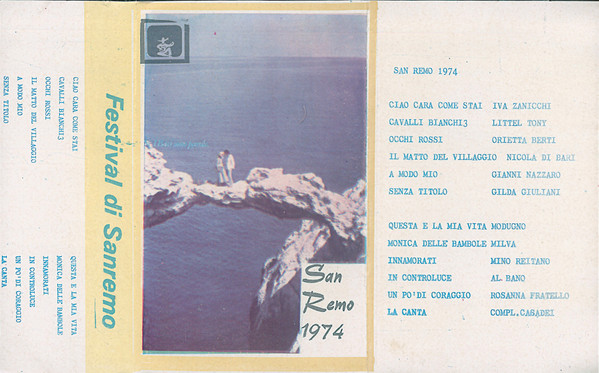 CIAO CARA COME STAI
CAVALLI BIANCHI3
OCCHI ROSSI
IL MATTO DEL VILLAGGIO
A MODO MIO
SENZA TITOLO
QUESTA E LA MIA VITA
MONICA DELLE BAMBOLE
INNAMORATI
IN CONTROLUCE
UN PO'DI CORAGGIO
LA CANTA
Festival di Sanremo
San
Remo
1974
SAN REMO 1974
CIAO CARA COME STAI IVA ZANICCHI
CAVALLI BIANCHI3 LITTEL TONY
OCCHI ROSSI ORIETTA BERTI
IL MATTO DEL VILLAGGIO NICOLA DI BARI
A MODO MIO GIANNI NAZZARO
SENZA TITOLO GILDA GIULIANI
QUESTA E LA MIA VITA MODUGNO
MONICA DELLE BAMBOLE MILVA
INNAMORATI MINO REITANO
IN CONTROLUCE AL BANO
UN PO'DI CORAGGIO ROSANNA FRATELLO
LA CANTA COMPL.CASADEI